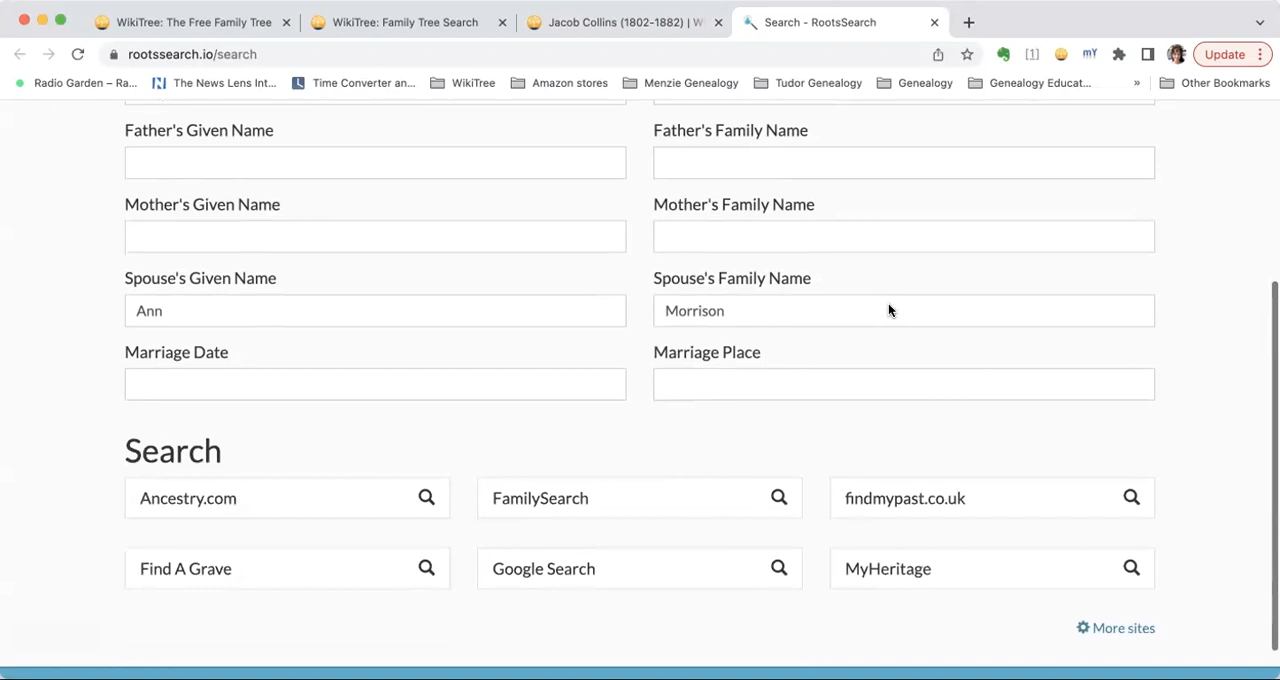 WikiTree: The Free Family Tree
WikiTree: Family Tree Search
Jacob Collins (1802-1882) | W
Search - RootsSearch
rootssearch.io/search
[1]
mY
Update
Radio Garden – Ra...
N The News Lens Int...
Time Converter an...
WikiTree
Amazon stores
Menzie Genealogy
Tudor Genealogy
Genealogy
Genealogy Educat...
»
Other Bookmarks
Father's Given Name
Father's Family Name
Mother's Given Name
Mother's Family Name
Spouse's Given Name
Spouse's Family Name
Ann
Morrison
Marriage Date
Marriage Place
Search
Ancestry.com
FamilySearch
findmypast.co.uk
Find A Grave
Google Search
MyHeritage
More sites